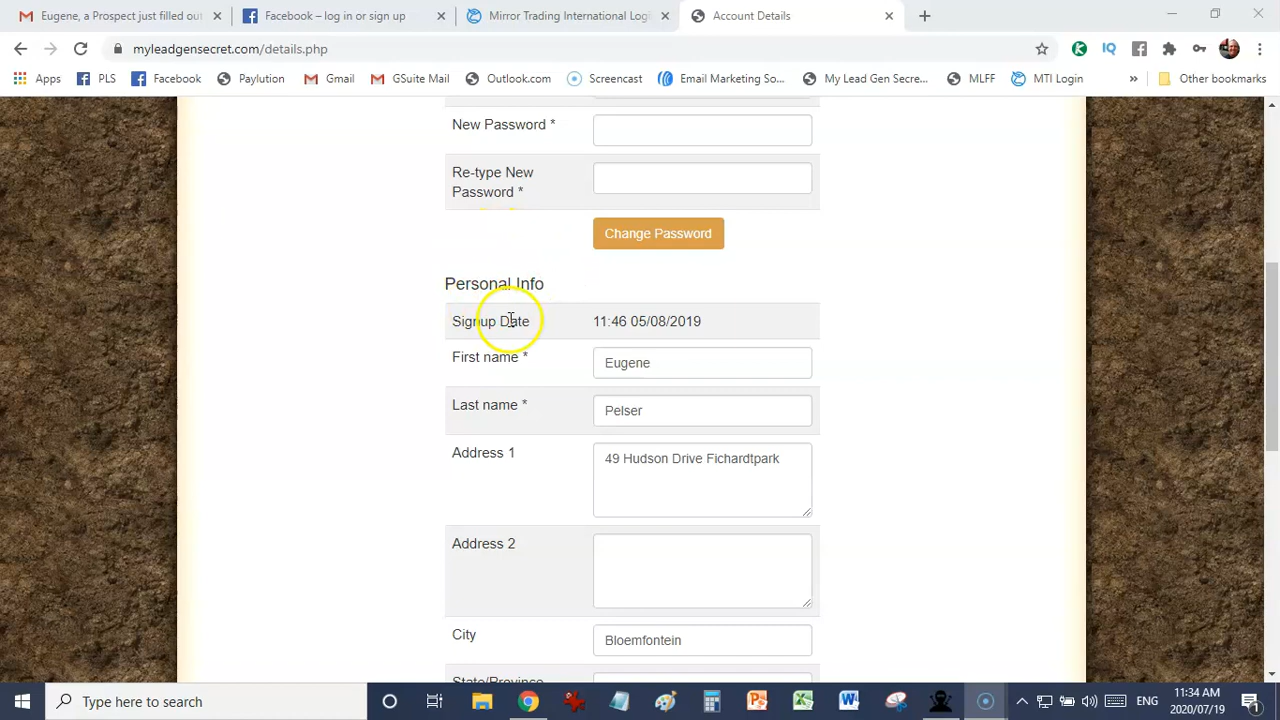 Eugene, a Prospect just filled out
Facebook – log in or sign up
Mirror Trading International Logi
Account Details
myleadgensecret.com/details.php
Apps
PLS
Facebook
Paylution
Gmail
GSuite Mail
Outlook.com
Screencast
Email Marketing So...
My Lead Gen Secre...
MLFF
MTI Login
»
Other bookmarks
New Password *
Re-type New
Password *
Change Password
Personal Info
Signup Date 11:46 05/08/2019
First name * Eugene
Last name * Pelser
Address 1 49 Hudson Drive Fichardtpark
Address 2
City Bloemfontein
State/Province
Type here to search
ENG
11:34 AM
2020/07/19